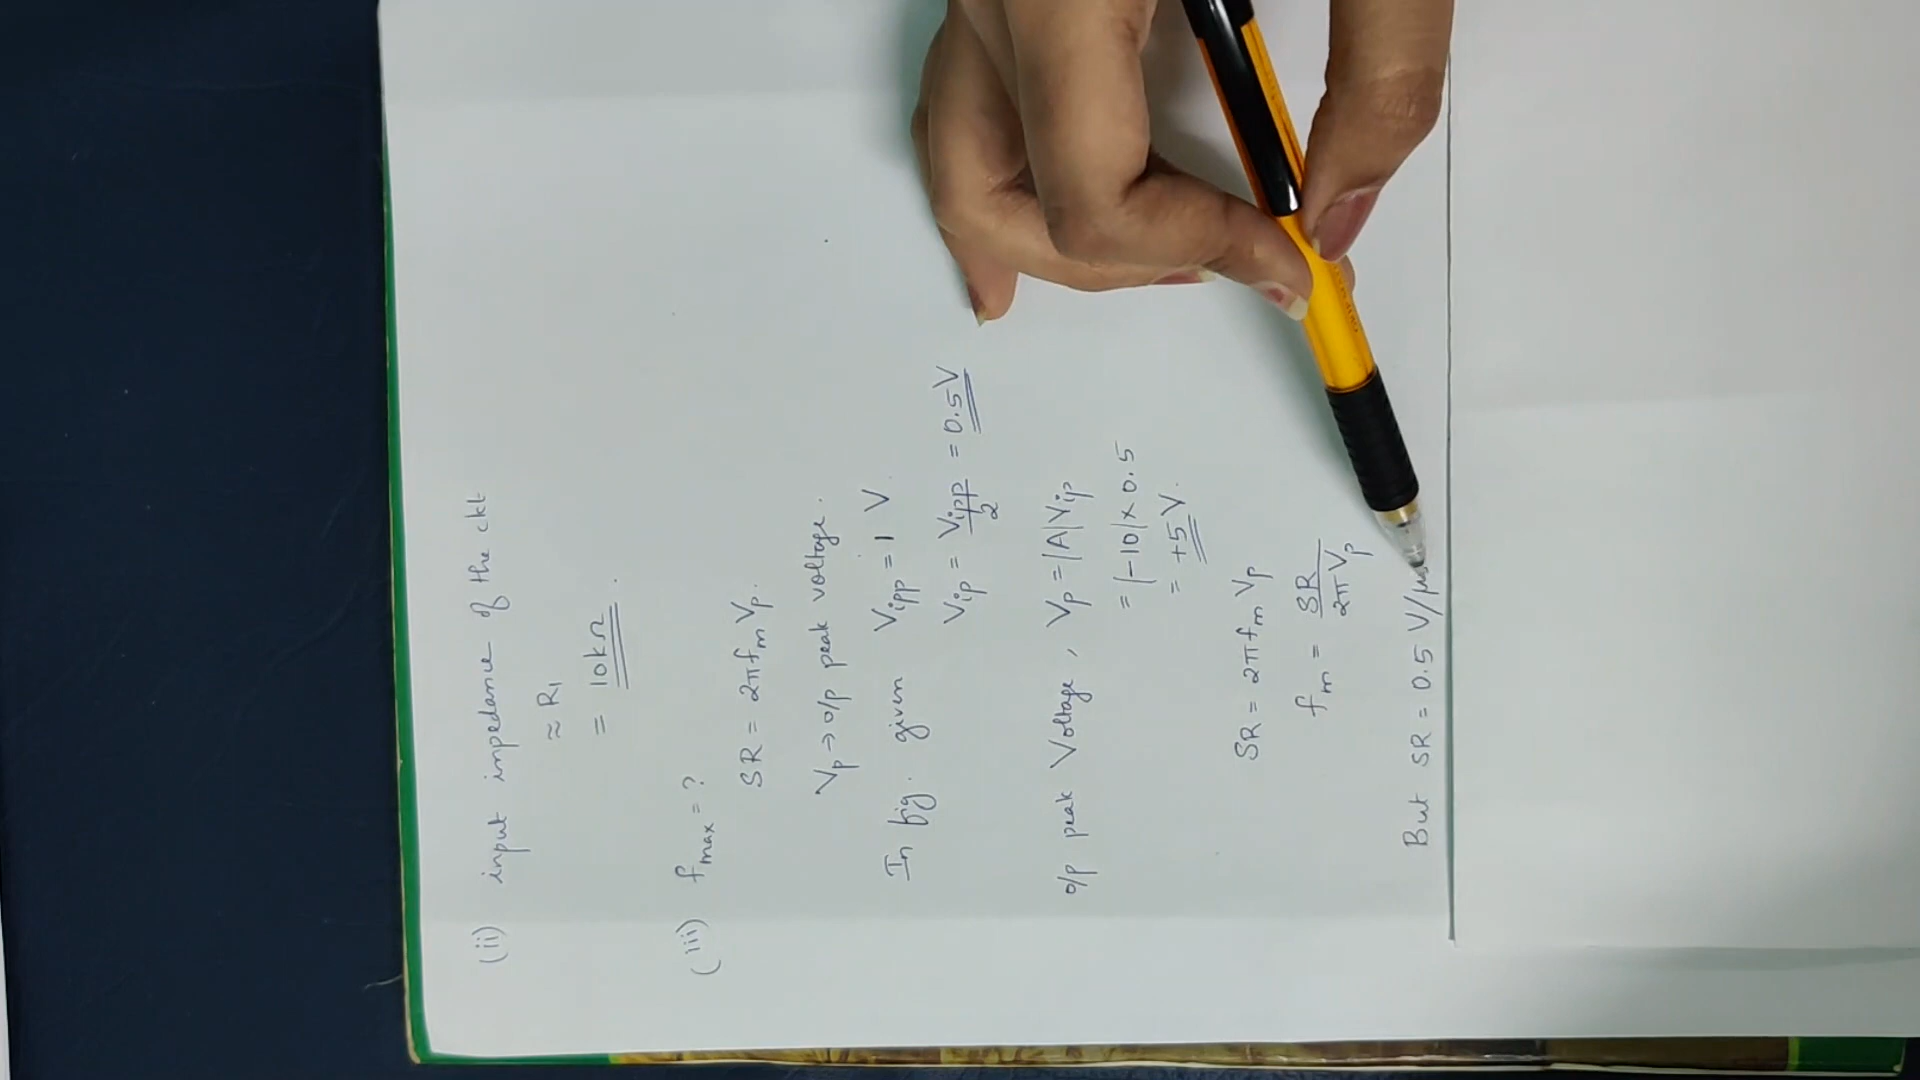 (ii) input impedance of the ckt
≈ R1
= 10kΩ.
(iii) fmax = ?
SR = 2πfm Vp.
Vp → o/p peak voltage.
In fig. given Vipp = 1 V.
Vip = Vipp/2 = 0.5V
o/p peak Voltage, Vp = |A|Vip
= |-10| x 0.5
= +5V.
SR = 2πfm Vp
fm = SR/2πVp
But SR = 0.5 V/μ